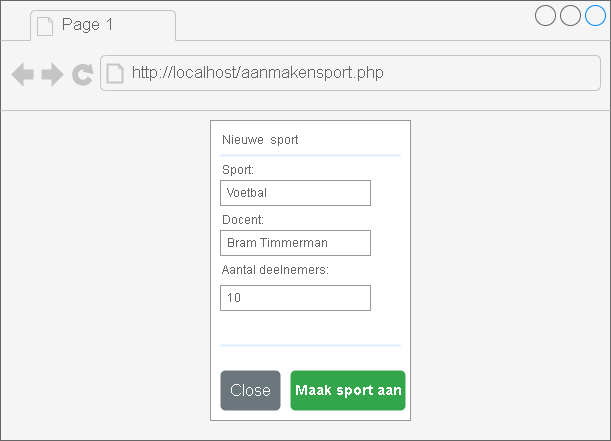 Page 1
http://localhost/aanmakensport.php
Nieuwe sport
Sport:
Voetbal
Docent:
Bram Timmerman
Aantal deelnemers:
10
Close Maak sport aan